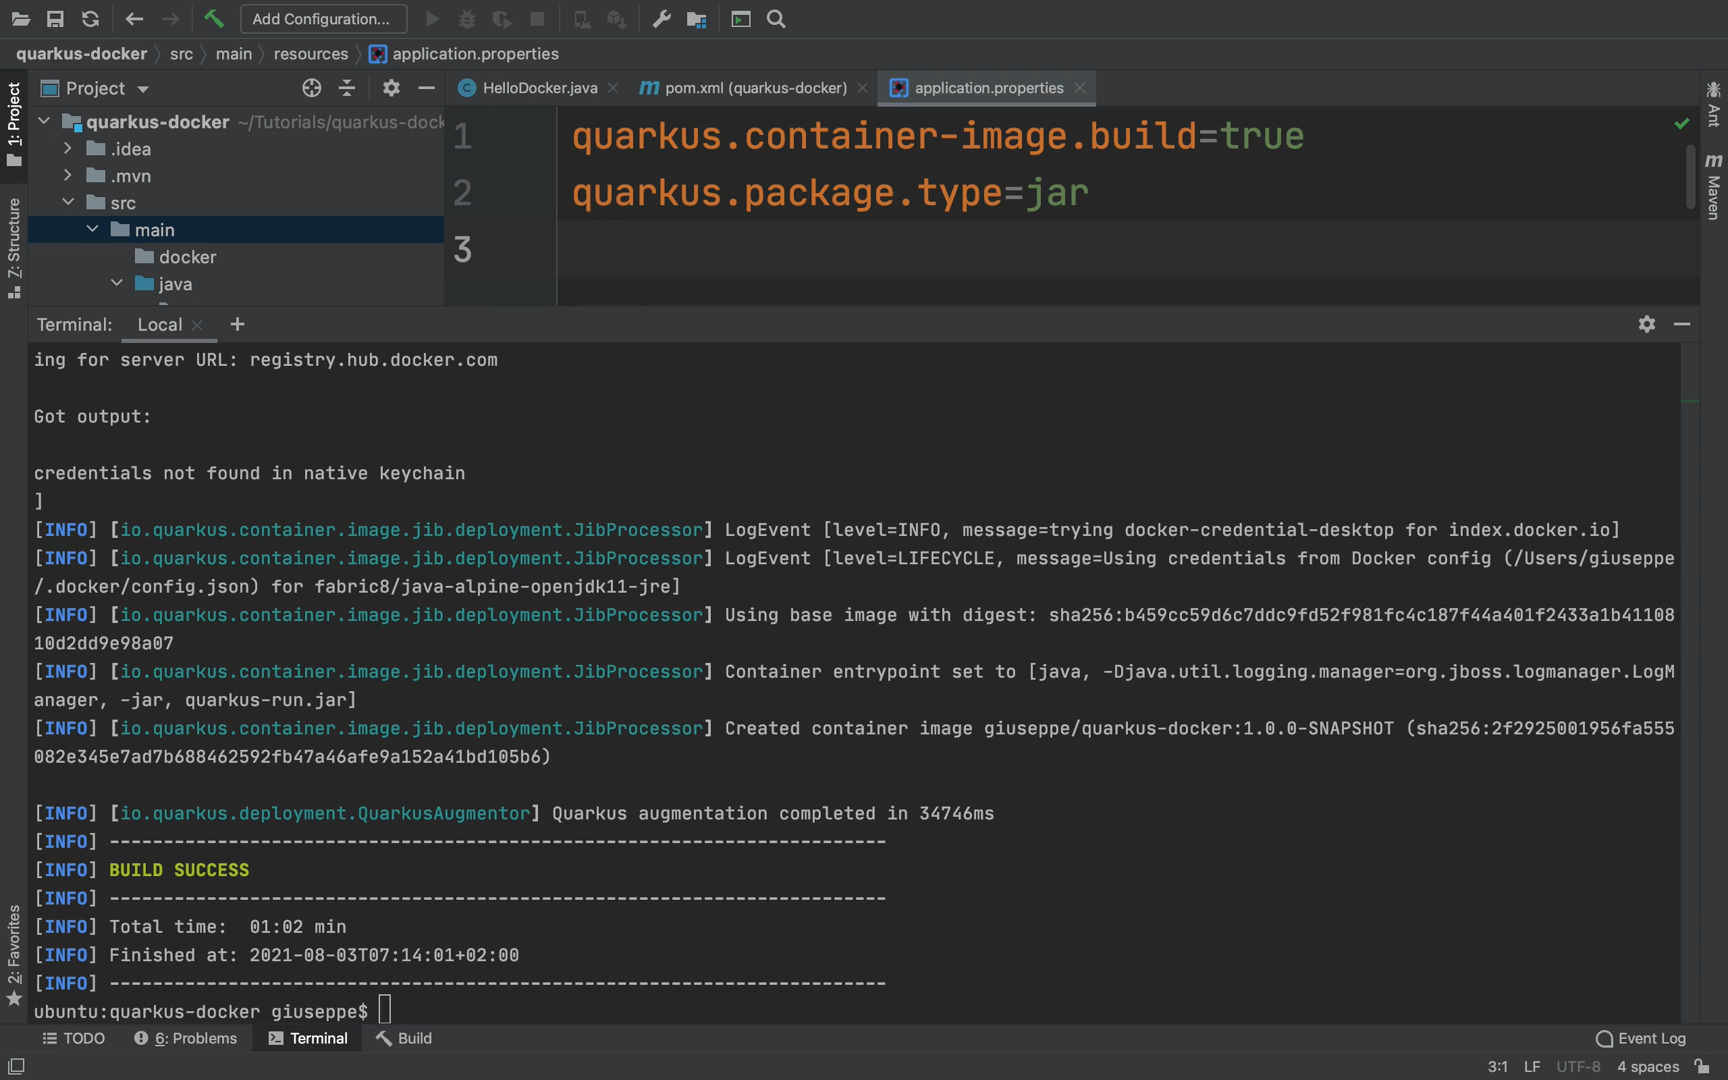 Add Configuration...
quarkus-docker
src
main
resources
application.properties
1: Project
7: Structure
2: Favorites
Project
HelloDocker.java
pom.xml (quarkus-docker)
application.properties
Ant
Maven
quarkus-docker ~/Tutorials/quarkus-dock
.idea
.mvn
src
main
docker
java
1 quarkus.container-image.build=true
2 quarkus.package.type=jar
3
Terminal: Local
ing for server URL: registry.hub.docker.com
Got output:
credentials not found in native keychain
]
[INFO] [io.quarkus.container.image.jib.deployment.JibProcessor] LogEvent [level=INFO, message=trying docker-credential-desktop for index.docker.io]
[INFO] [io.quarkus.container.image.jib.deployment.JibProcessor] LogEvent [level=LIFECYCLE, message=Using credentials from Docker config (/Users/giuseppe
/.docker/config.json) for fabric8/java-alpine-openjdk11-jre]
[INFO] [io.quarkus.container.image.jib.deployment.JibProcessor] Using base image with digest: sha256:b459cc59d6c7ddc9fd52f981fc4c187f44a401f2433a1b41108
10d2dd9e98a07
[INFO] [io.quarkus.container.image.jib.deployment.JibProcessor] Container entrypoint set to [java, -Djava.util.logging.manager=org.jboss.logmanager.LogM
anager, -jar, quarkus-run.jar]
[INFO] [io.quarkus.container.image.jib.deployment.JibProcessor] Created container image giuseppe/quarkus-docker:1.0.0-SNAPSHOT (sha256:2f2925001956fa555
082e345e7ad7b688462592fb47a46afe9a152a41bd105b6)
[INFO] [io.quarkus.deployment.QuarkusAugmentor] Quarkus augmentation completed in 34746ms
[INFO] ------------------------------------------------------------------------
[INFO] BUILD SUCCESS
[INFO] ------------------------------------------------------------------------
[INFO] Total time:  01:02 min
[INFO] Finished at: 2021-08-03T07:14:01+02:00
[INFO] ------------------------------------------------------------------------
ubuntu:quarkus-docker giuseppe$
TODO
6: Problems
Terminal
Build
Event Log
3:1 LF UTF-8 4 spaces